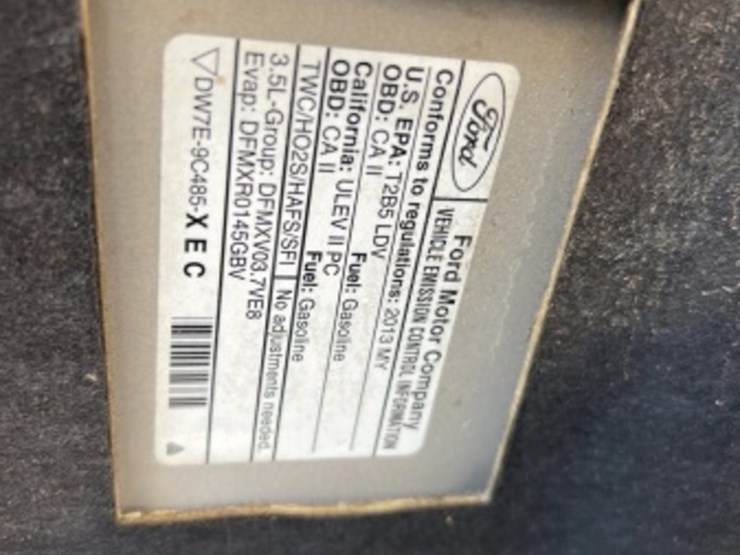 Ford
Ford Motor Company
VEHICLE EMISSION CONTROL INFORMATION
Conforms to regulations: 2013 MY
U.S. EPA: T2B5 LDV Fuel: Gasoline
OBD: CA II
California: ULEV II PC Fuel: Gasoline
OBD: CA II
TWC/HO2S/HAFS/SFI No adjustments needed.
3.5L-Group: DFMXV03.7VE8
Evap: DFMXR0145GBV
DW7E-9C485-XEC